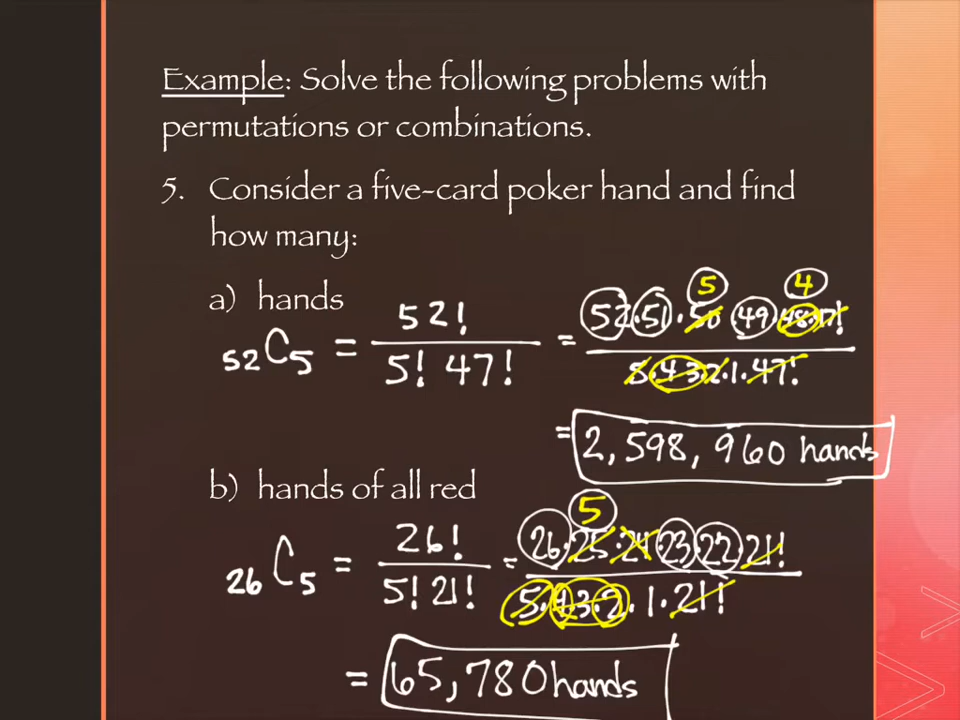 Example: Solve the following problems with
permutations or combinations.
5. Consider a five-card poker hand and find
how many:
a) hands
52C5 = 52! / 5! 47! = 52·51·50 49 48·47! / 5·4·3·2·1·47!
5 4
= 2,598,960 hands
b) hands of all red
26C5 = 26! / 5! 21! = 26·25·24·23·22 21! / 5·4·3·2·1·21!
5
= 65,780 hands